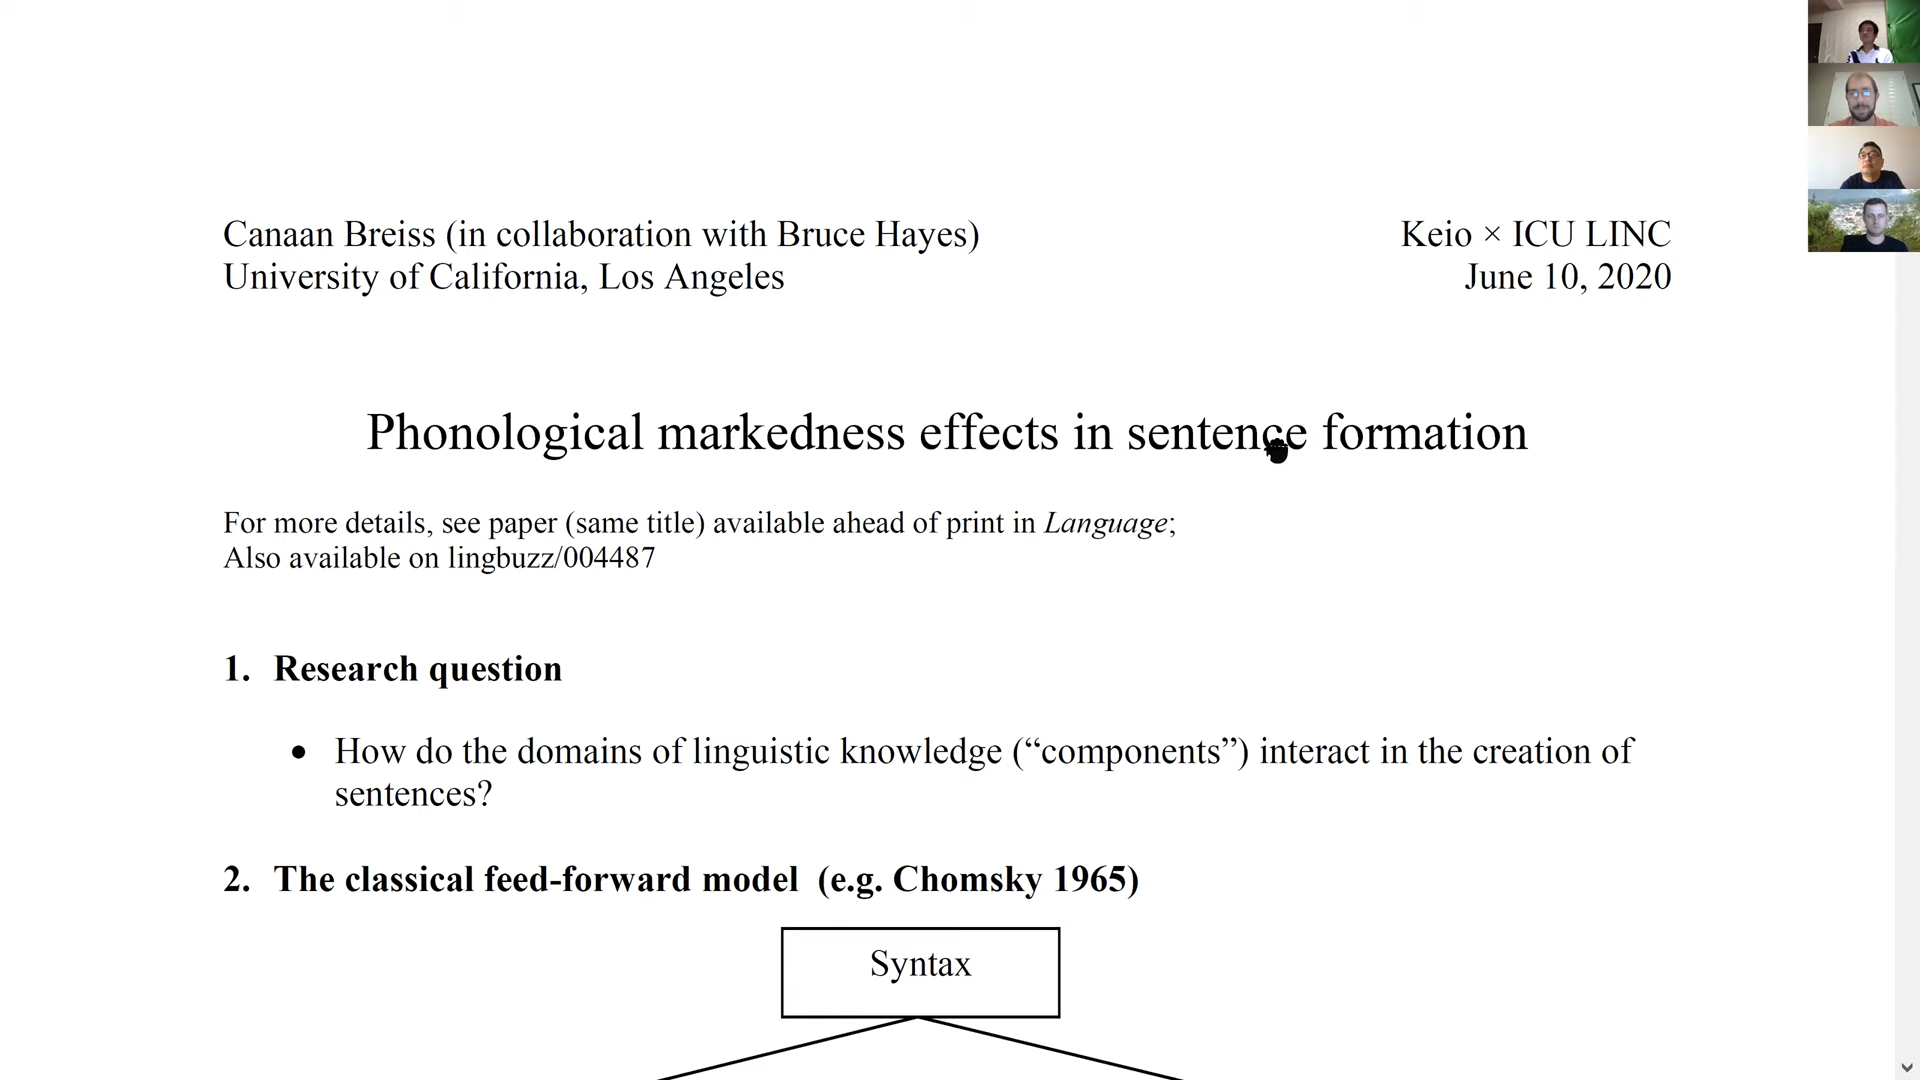 Canaan Breiss (in collaboration with Bruce Hayes)
Keio × ICU LINC
University of California, Los Angeles
June 10, 2020
Phonological markedness effects in sentence formation
For more details, see paper (same title) available ahead of print in Language;
Also available on lingbuzz/004487
1. Research question
• How do the domains of linguistic knowledge (“components”) interact in the creation of
sentences?
2. The classical feed-forward model (e.g. Chomsky 1965)
Syntax